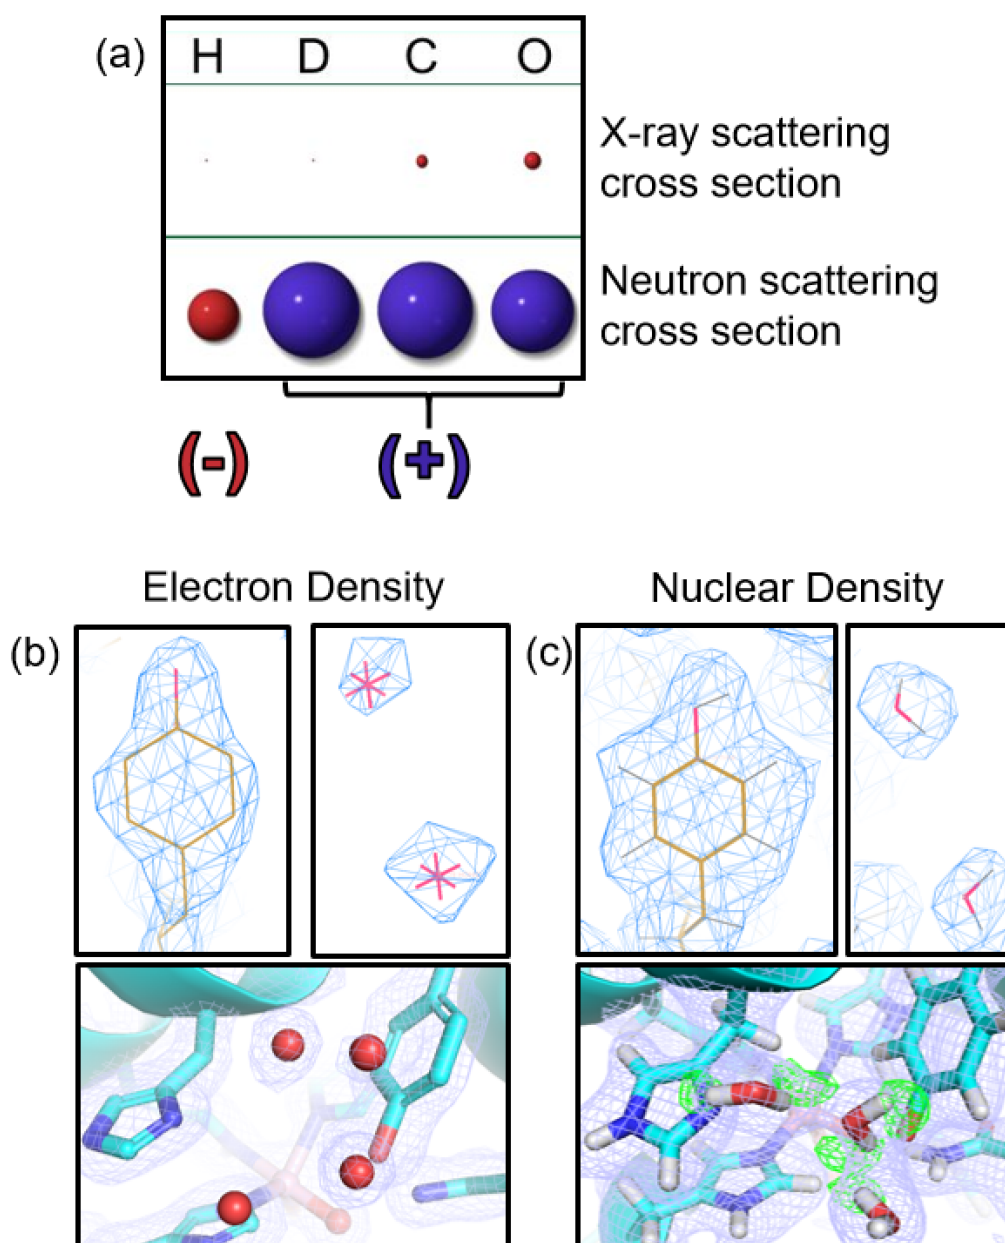 (a)
H D C O
X-ray scattering
cross section
Neutron scattering
cross section
(-) (+)
Electron Density
Nuclear Density
(b)
(c)